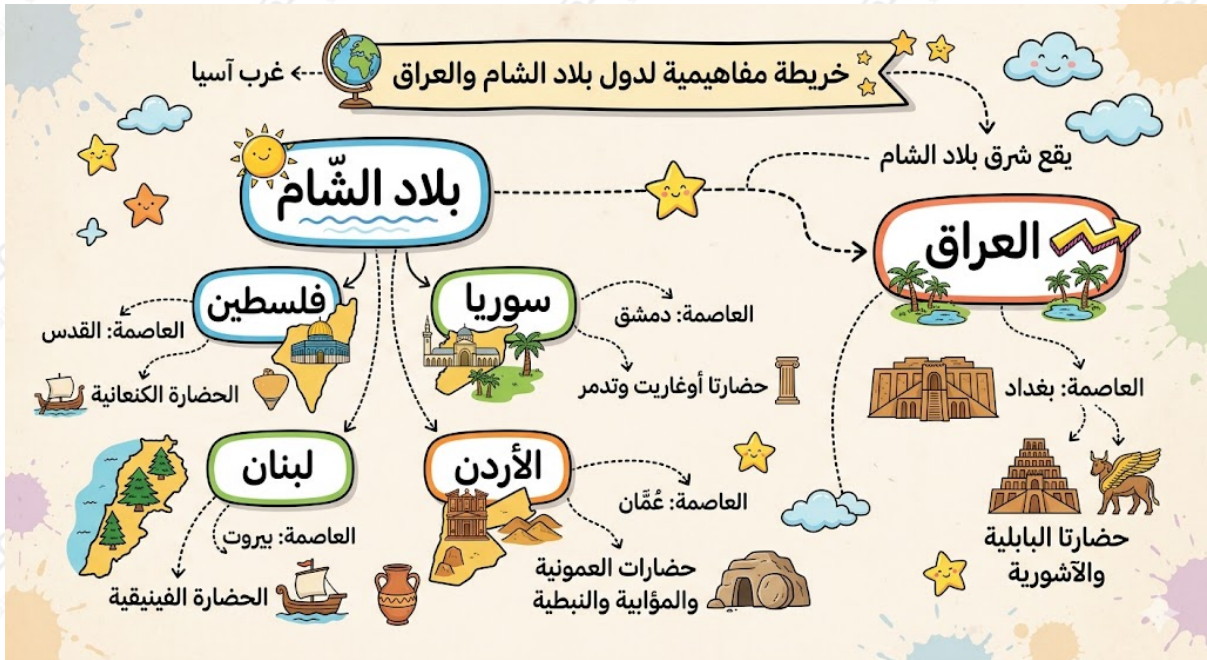 خريطة مفاهيمية لدول بلاد الشام والعراق
غرب آسيا
يقع شرق بلاد الشام
بلاد الشّام
العراق
سوريا
العاصمة: دمشق
حضارتا أوغاريت وتدمر
فلسطين
العاصمة: القدس
الحضارة الكنعانية
العاصمة: بغداد
حضارتا البابلية
والآشورية
الأردن
العاصمة: عُمَّان
حضارات العمونية
والمؤابية والنبطية
لبنان
العاصمة: بيروت
الحضارة الفينيقية